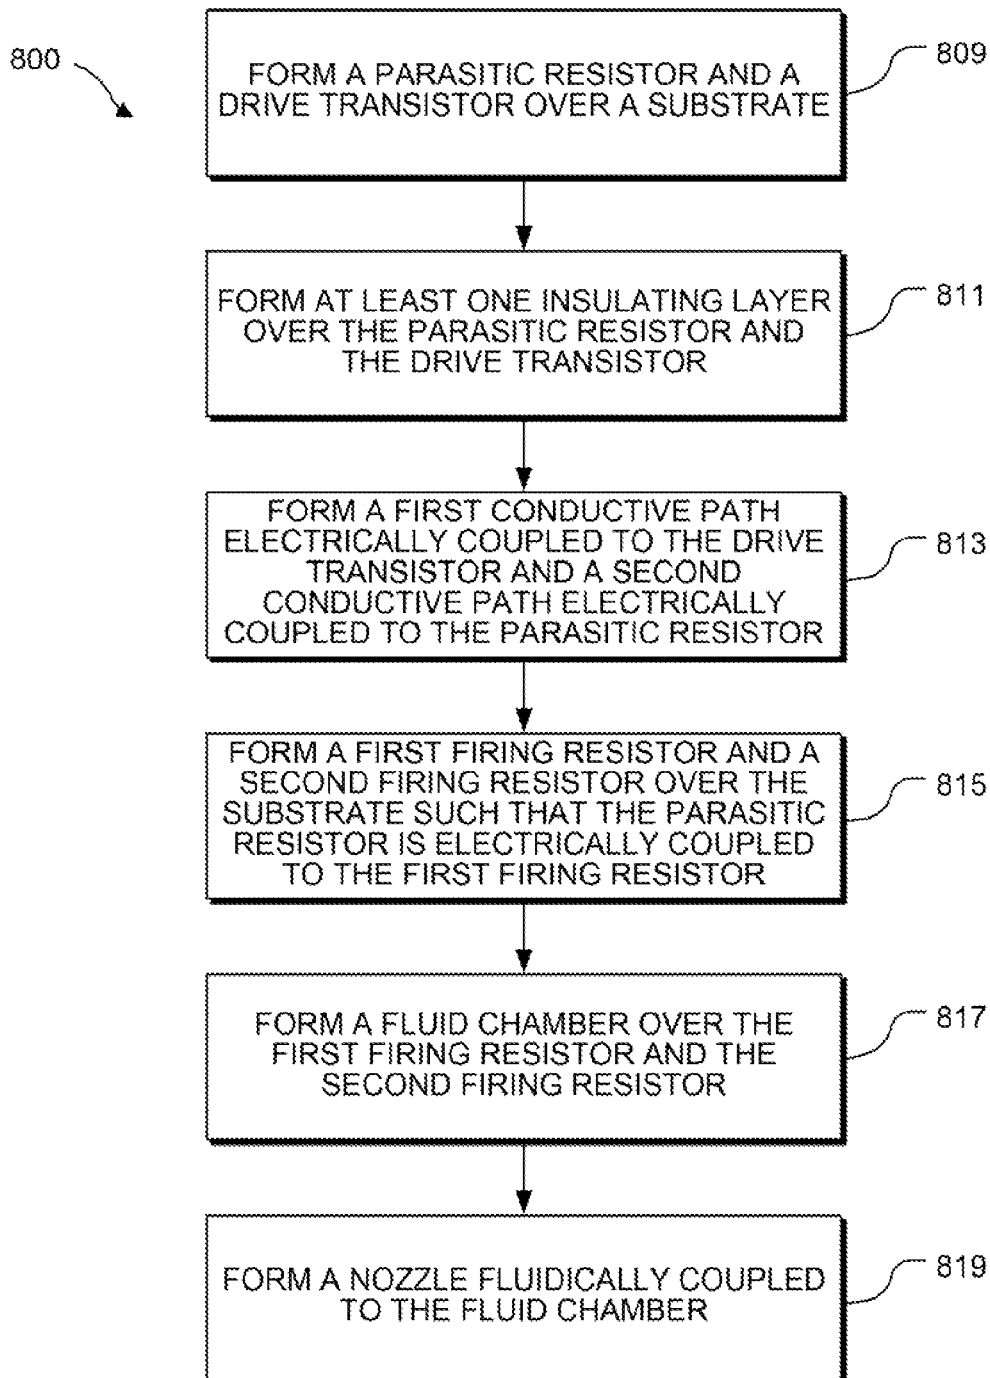 800
FORM A PARASITIC RESISTOR AND A
DRIVE TRANSISTOR OVER A SUBSTRATE
809
FORM AT LEAST ONE INSULATING LAYER
OVER THE PARASITIC RESISTOR AND
THE DRIVE TRANSISTOR
811
FORM A FIRST CONDUCTIVE PATH
ELECTRICALLY COUPLED TO THE DRIVE
TRANSISTOR AND A SECOND
CONDUCTIVE PATH ELECTRICALLY
COUPLED TO THE PARASITIC RESISTOR
813
FORM A FIRST FIRING RESISTOR AND A
SECOND FIRING RESISTOR OVER THE
SUBSTRATE SUCH THAT THE PARASITIC
RESISTOR IS ELECTRICALLY COUPLED
TO THE FIRST FIRING RESISTOR
815
FORM A FLUID CHAMBER OVER THE
FIRST FIRING RESISTOR AND THE
SECOND FIRING RESISTOR
817
FORM A NOZZLE FLUIDICALLY COUPLED
TO THE FLUID CHAMBER
819